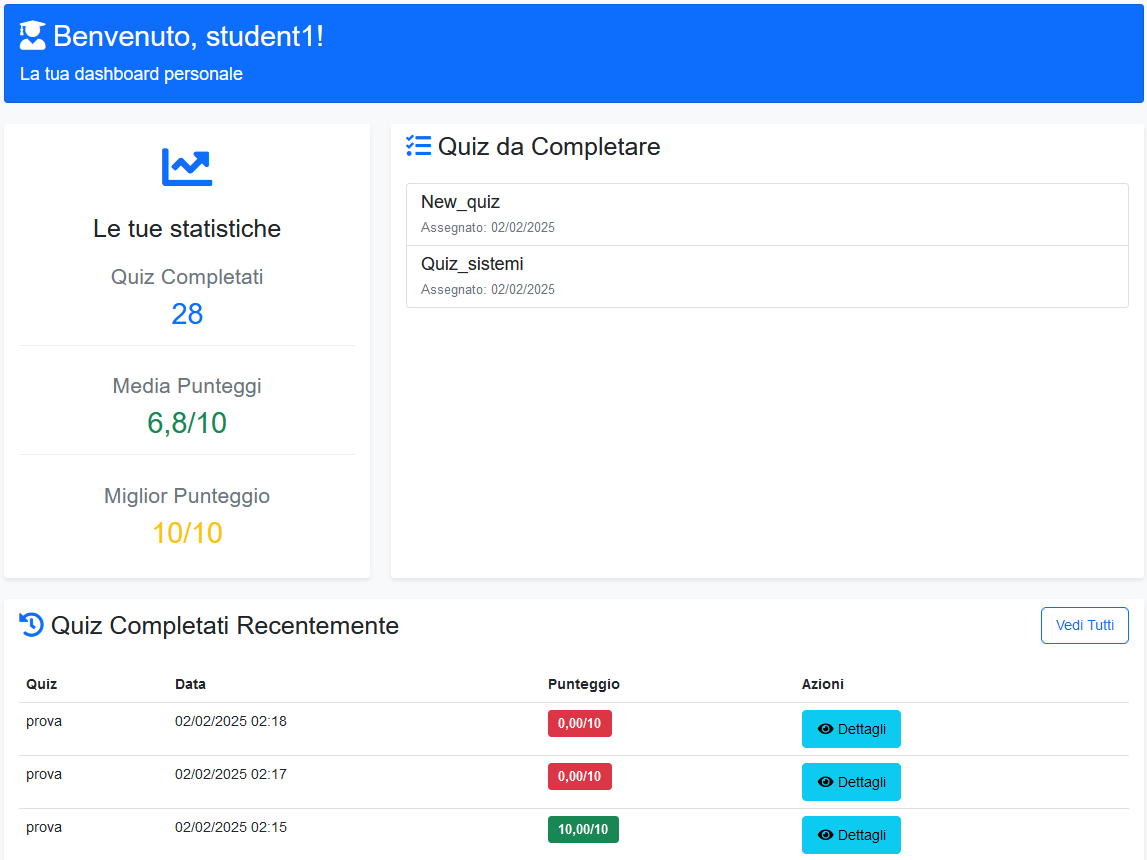 Benvenuto, student1!
La tua dashboard personale
Le tue statistiche
Quiz Completati
28
Media Punteggi
6,8/10
Miglior Punteggio
10/10
Quiz da Completare
New_quiz
Assegnato: 02/02/2025
Quiz_sistemi
Assegnato: 02/02/2025
Quiz Completati Recentemente
Vedi Tutti
Quiz Data Punteggio Azioni
prova 02/02/2025 02:18 0,00/10 Dettagli
prova 02/02/2025 02:17 0,00/10 Dettagli
prova 02/02/2025 02:15 10,00/10 Dettagli